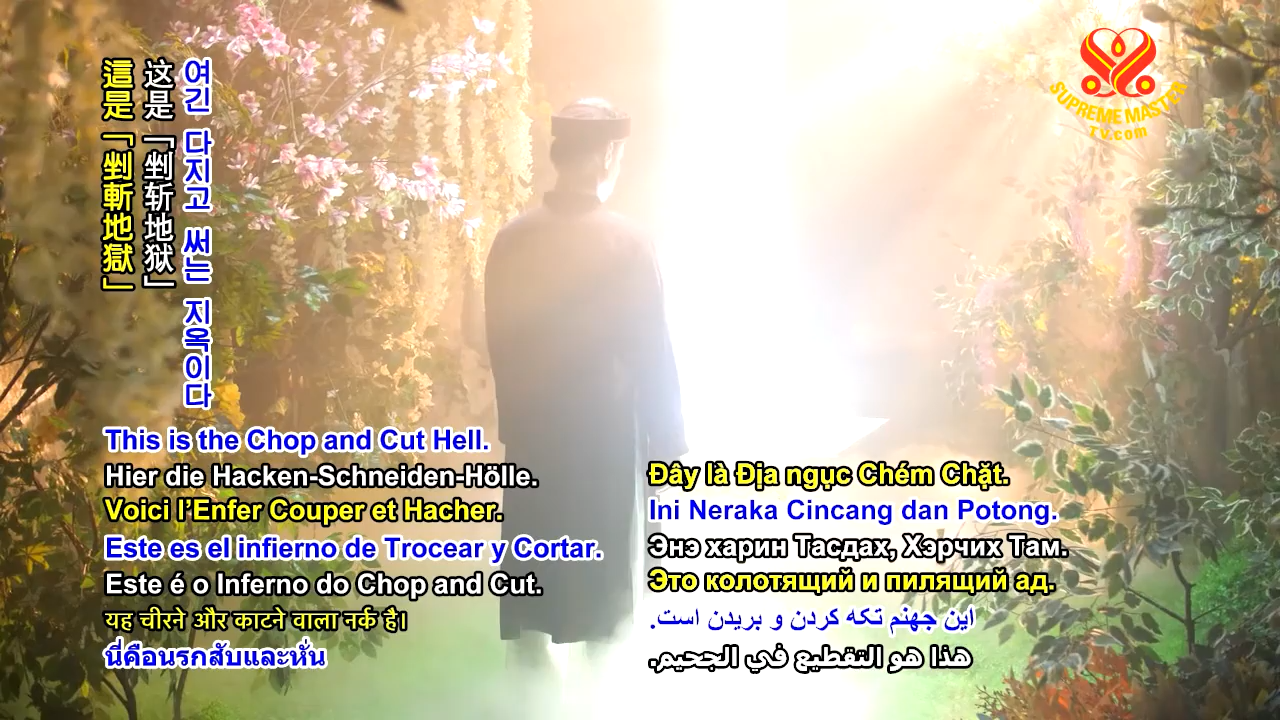 這是「剉斬地獄」
这是「剉斩地狱」
여긴 다지고 써는 지옥이다
This is the Chop and Cut Hell.
Hier die Hacken-Schneiden-Hölle.
Voici l’Enfer Couper et Hacher.
Este es el infierno de Trocear y Cortar.
Este é o Inferno do Chop and Cut.
यह चीरने और काटने वाला नर्क है।
นี่คือนรกสับและหั่น
Đây là Địa ngục Chém Chặt.
Ini Neraka Cincang dan Potong.
Энэ харин Тасдах, Хэрчих Там.
Это колотящий и пилящий ад.
این جهنم تکه کردن و بریدن است.
هذا هو التقطيع في الجحيم.
SUPREME MASTER
TV.com